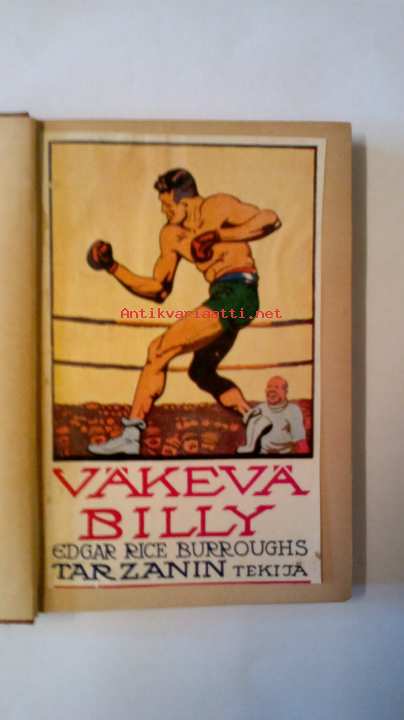 Antikvariaatti.net
VÄKEVÄ
BILLY
EDGAR RICE BURROUGHS
TARZANIN TEKIJÄ